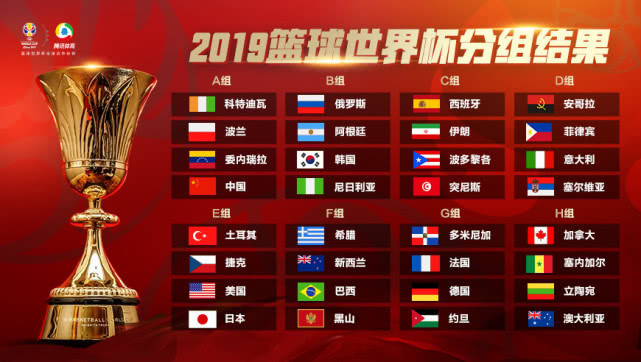 腾讯体育
2019篮球世界杯分组结果
A组
科特迪瓦
波兰
委内瑞拉
中国
B组
俄罗斯
阿根廷
韩国
尼日利亚
C组
西班牙
伊朗
波多黎各
突尼斯
D组
安哥拉
菲律宾
意大利
塞尔维亚
E组
土耳其
捷克
美国
日本
F组
希腊
新西兰
巴西
黑山
G组
多米尼加
法国
德国
约旦
H组
加拿大
塞内加尔
立陶宛
澳大利亚